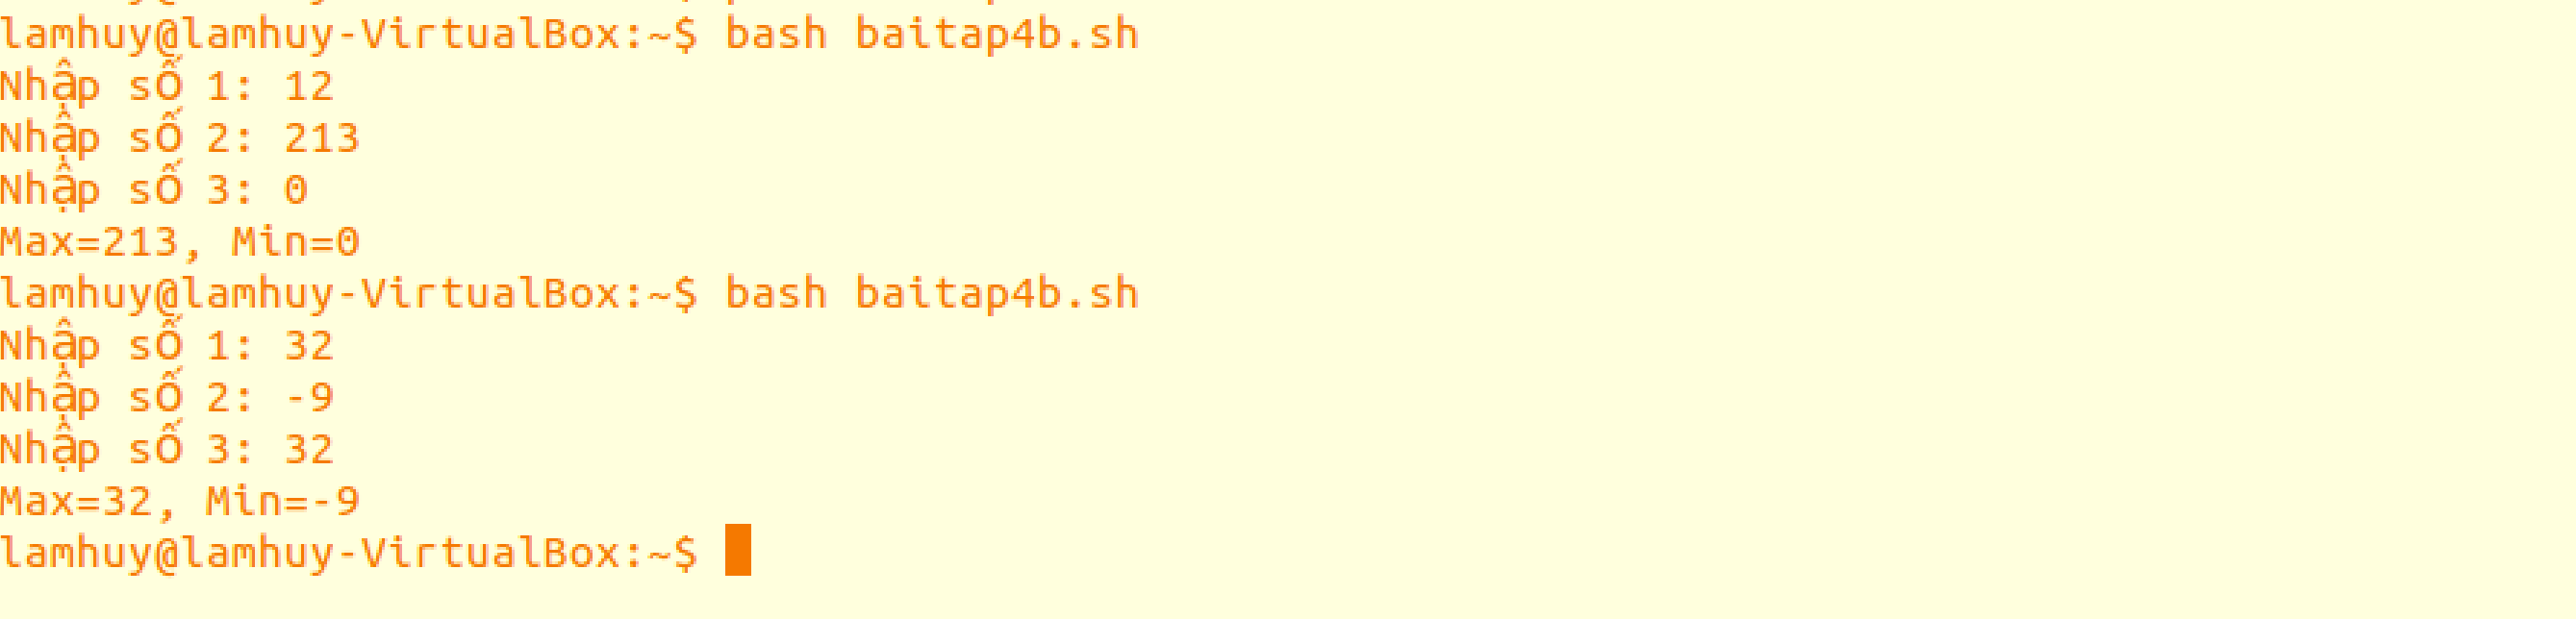 lamhuy@lamhuy-VirtualBox:~$ bash baitap4b.sh
Nhập số 1: 12
Nhập số 2: 213
Nhập số 3: 0
Max=213, Min=0
lamhuy@lamhuy-VirtualBox:~$ bash baitap4b.sh
Nhập số 1: 32
Nhập số 2: -9
Nhập số 3: 32
Max=32, Min=-9
lamhuy@lamhuy-VirtualBox:~$